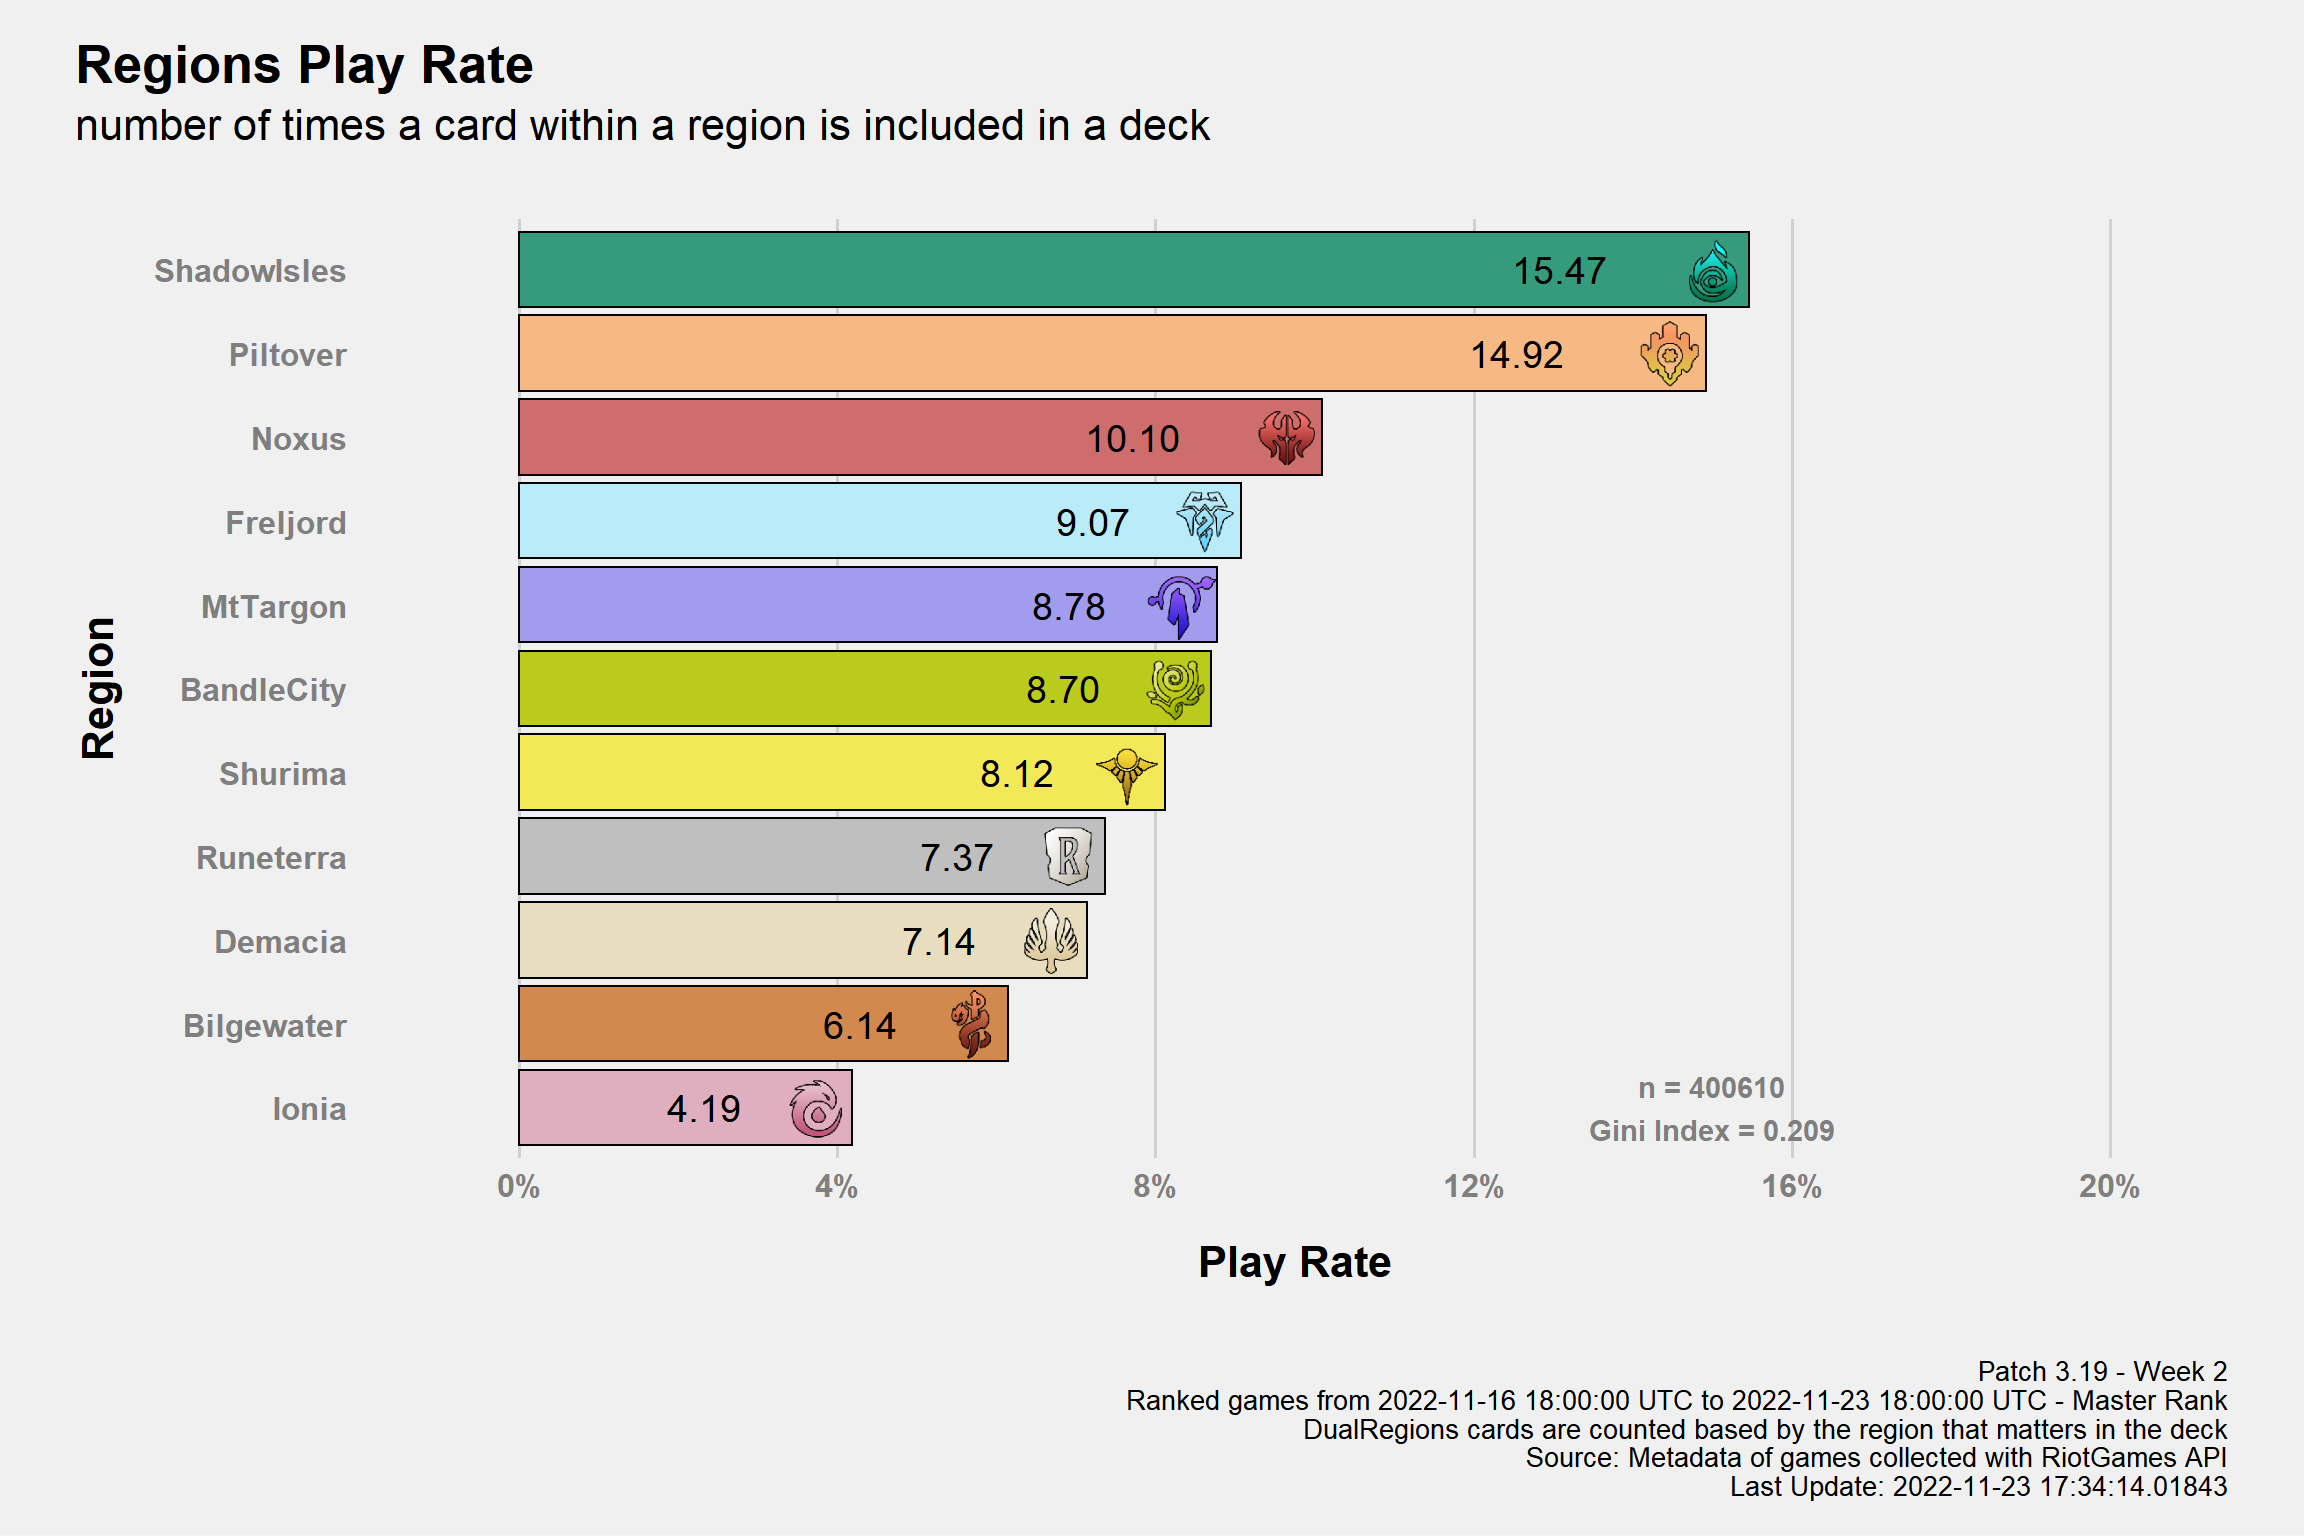 Regions Play Rate
number of times a card within a region is included in a deck
Region
ShadowIsles
15.47
Piltover
14.92
Noxus
10.10
Freljord
9.07
MtTargon
8.78
BandleCity
8.70
Shurima
8.12
Runeterra
7.37
R
Demacia
7.14
Bilgewater
6.14
Ionia
4.19
n = 400610
Gini Index = 0.209
0% 4% 8% 12% 16% 20%
Play Rate
Patch 3.19 - Week 2
Ranked games from 2022-11-16 18:00:00 UTC to 2022-11-23 18:00:00 UTC - Master Rank
DualRegions cards are counted based by the region that matters in the deck
Source: Metadata of games collected with RiotGames API
Last Update: 2022-11-23 17:34:14.01843